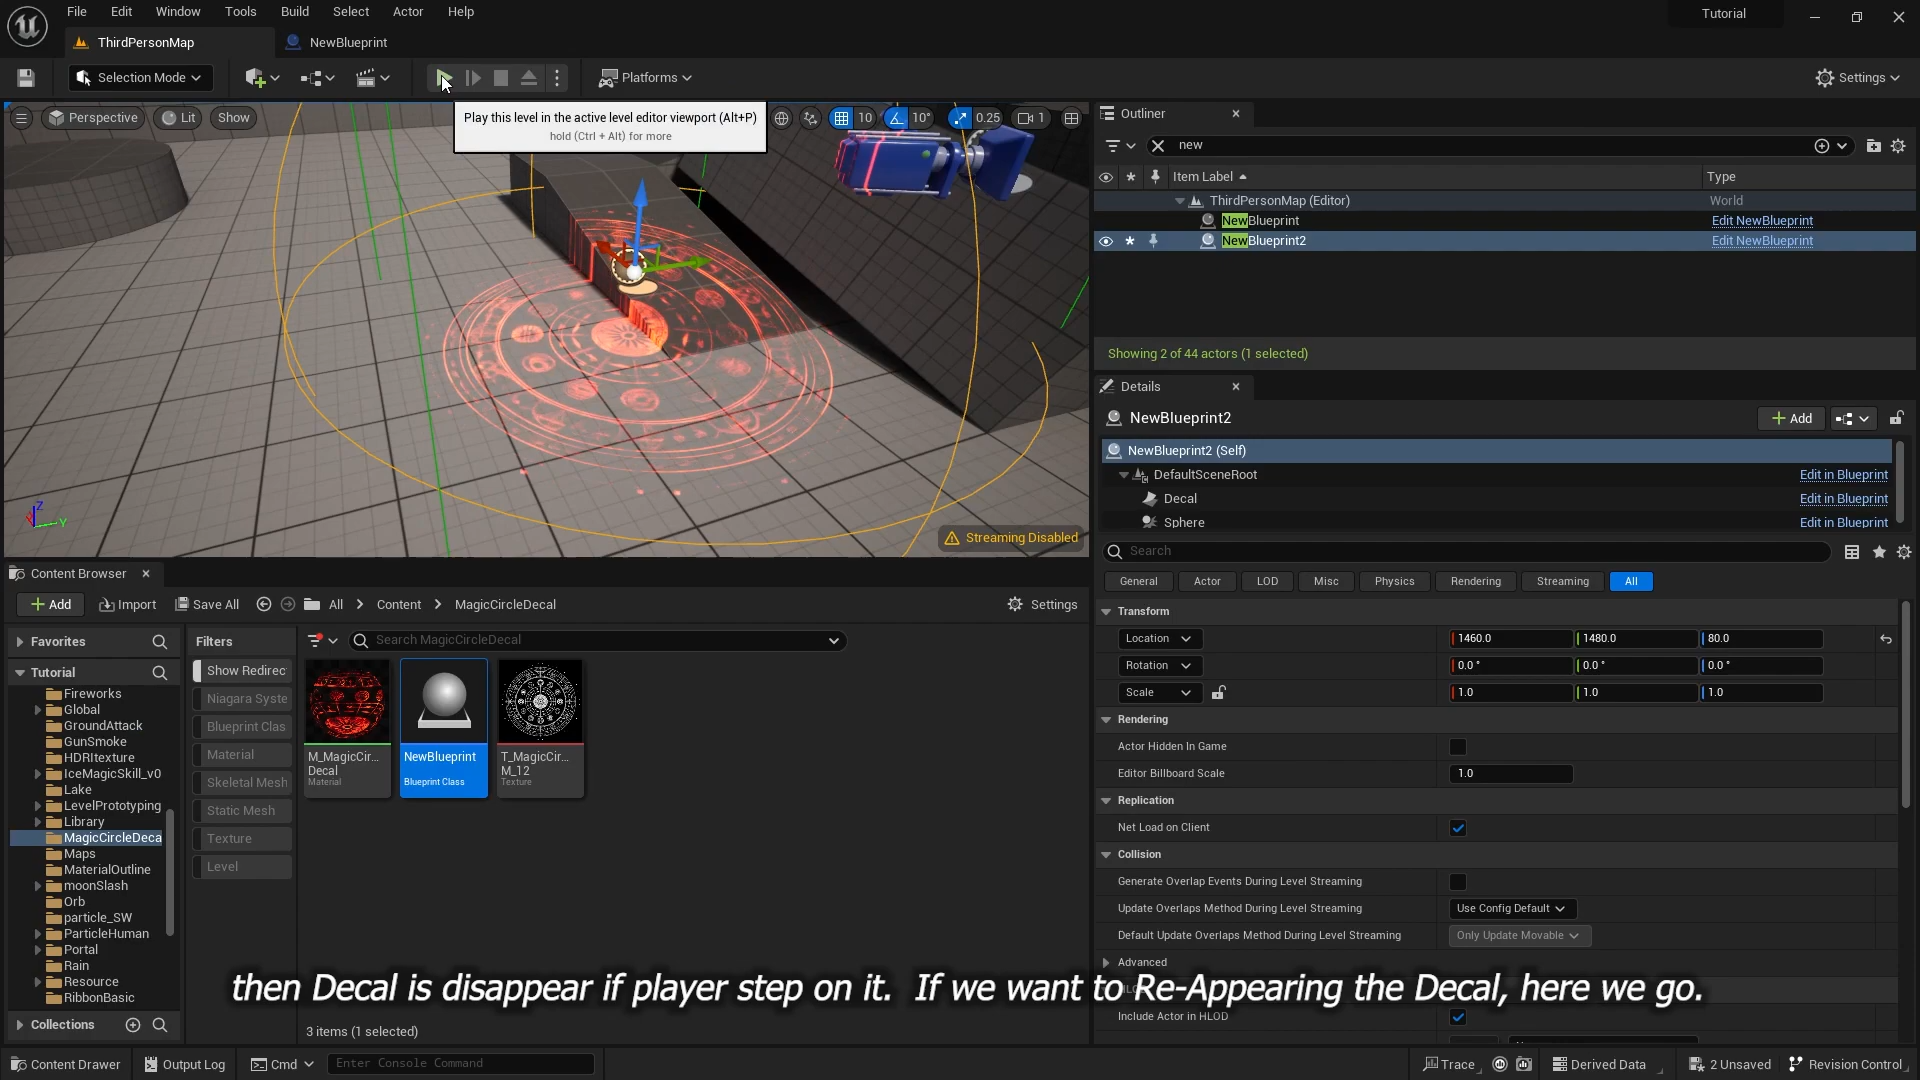 File Edit Window Tools Build Select Actor Help
Tutorial
ThirdPersonMap
NewBlueprint
Selection Mode
Platforms
Settings
Perspective
Lit
Show
Play this level in the active level editor viewport (Alt+P)
hold (Ctrl + Alt) for more
10
10°
0.25
1
Streaming Disabled
Outliner
new
Item Label
Type
ThirdPersonMap (Editor)
World
NewBlueprint
Edit NewBlueprint
NewBlueprint2
Edit NewBlueprint
Showing 2 of 44 actors (1 selected)
Details
NewBlueprint2
Add
NewBlueprint2 (Self)
DefaultSceneRoot
Edit in Blueprint
Decal
Edit in Blueprint
Sphere
Edit in Blueprint
Search
General Actor LOD Misc Physics Rendering Streaming All
Transform
Location 1460.0 1480.0 80.0
Rotation 0.0° 0.0° 0.0°
Scale 1.0 1.0 1.0
Rendering
Actor Hidden In Game
Editor Billboard Scale 1.0
Replication
Net Load on Client
Collision
Generate Overlap Events During Level Streaming
Update Overlaps Method During Level Streaming Use Config Default
Default Update Overlaps Method During Level Streaming Only Update Movable
Advanced
Include Actor in HLOD
Content Browser
Add
Import
Save All
All
Content
MagicCircleDecal
Settings
Favorites
Tutorial
Fireworks
Global
GroundAttack
GunSmoke
HDRItexture
IceMagicSkill_v0
Lake
LevelPrototyping
Library
MagicCircleDeca
Maps
MaterialOutline
moonSlash
Orb
particle_SW
ParticleHuman
Portal
Rain
Resource
RibbonBasic
Collections
Filters
Show Redirec
Niagara Syste
Blueprint Clas
Material
Skeletal Mesh
Static Mesh
Texture
Level
Search MagicCircleDecal
M_MagicCir...
Decal
Material
NewBlueprint
Blueprint Class
T_MagicCir...
M_12
Texture
then Decal is disappear if player step on it. If we want to Re-Appearing the Decal, here we go.
3 items (1 selected)
Content Drawer
Output Log
Cmd
Enter Console Command
Trace
Derived Data
2 Unsaved
Revision Control